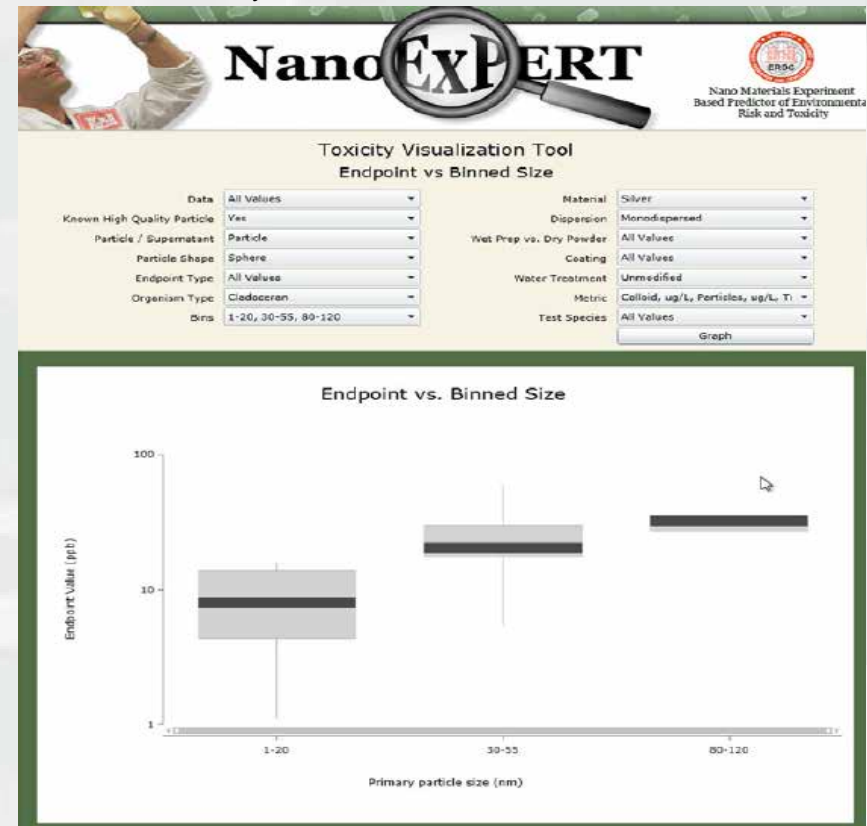 NanoExPERT
ERDC
Nano Materials Experiment
Based Predictor of Environmenta
Risk and Toxicity
Toxicity Visualization Tool
Endpoint vs Binned Size
Data All Values Material Silver
Known High Quality Particle Yes Dispersion Monodispersed
Particle / Supernatant Particle Wet Prep vs. Dry Powder All Values
Particle Shape Sphere Coating All Values
Endpoint Type All Values Water Treatment Unmodified
Organism Type Cladoceran Metric Colloid, ug/L, Particles, ug/L, Ti
Bins 1-20, 30-55, 80-120 Test Species All Values
Graph
Endpoint vs. Binned Size
100
10
1
Endpoint Value (ppb)
1-20 30-55 80-120
Primary particle size (nm)